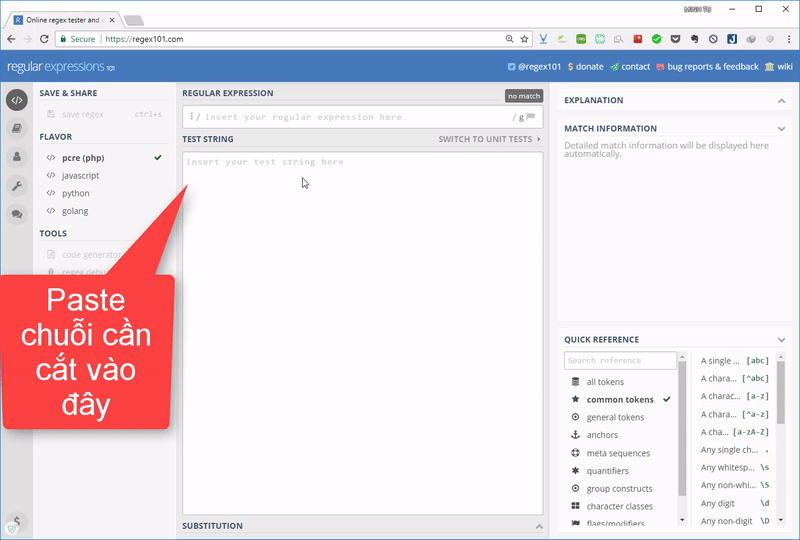 MINH TU
Online regex tester and d
Secure | https://regex101.com
regular expressions 101
@regex101 $ donate contact bug reports & feedback wiki
SAVE & SHARE
save regex ctrl+s
FLAVOR
pcre (php)
javascript
python
golang
TOOLS
code generator
regex debug
REGULAR EXPRESSION
no match
/ insert your regular expression here / g
TEST STRING
SWITCH TO UNIT TESTS
insert your test string here
Paste
chuỗi cần
cắt vào
đây
SUBSTITUTION
EXPLANATION
MATCH INFORMATION
Detailed match information will be displayed here
automatically.
QUICK REFERENCE
Search reference
all tokens
common tokens
general tokens
anchors
meta sequences
quantifiers
group constructs
character classes
flags/modifiers
A single ... [abc]
A chara... [^abc]
A charac... [a-z]
A chara... [^a-z]
A cha... [a-zA-Z]
Any single ch... .
Any whitesp... \s
Any non-whi... \S
Any digit \d
Any non-digit \D